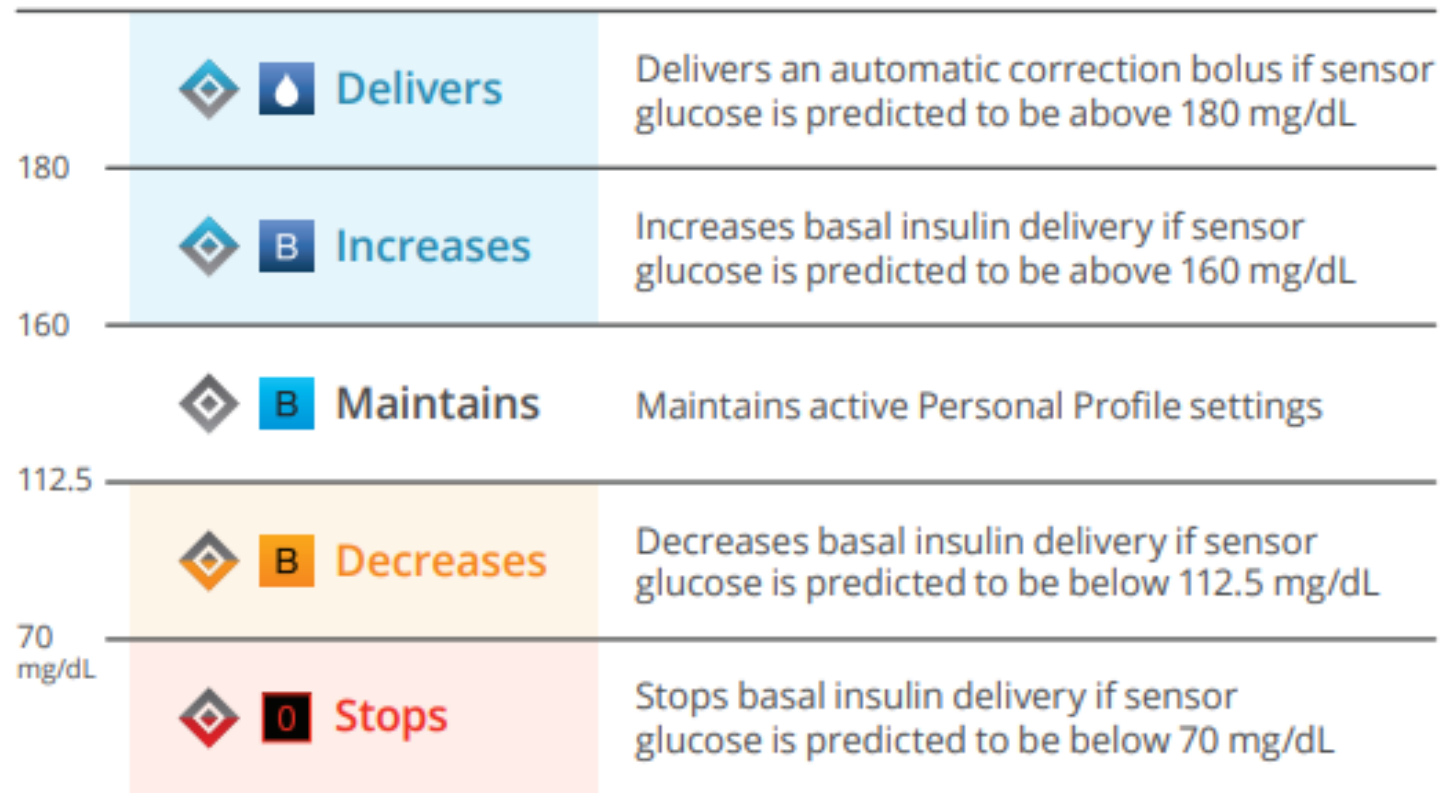 Delivers
Delivers an automatic correction bolus if sensor
glucose is predicted to be above 180 mg/dL
180
B Increases
Increases basal insulin delivery if sensor
glucose is predicted to be above 160 mg/dL
160
B Maintains
Maintains active Personal Profile settings
112.5
B Decreases
Decreases basal insulin delivery if sensor
glucose is predicted to be below 112.5 mg/dL
70
mg/dL
0 Stops
Stops basal insulin delivery if sensor
glucose is predicted to be below 70 mg/dL